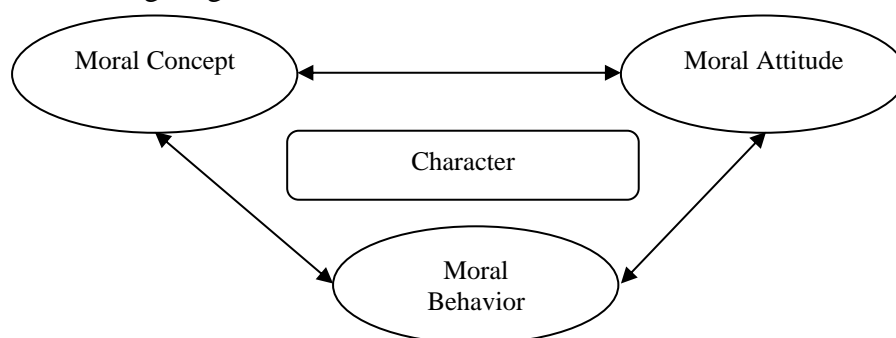 Moral Concept
Moral Attitude
Character
Moral
Behavior